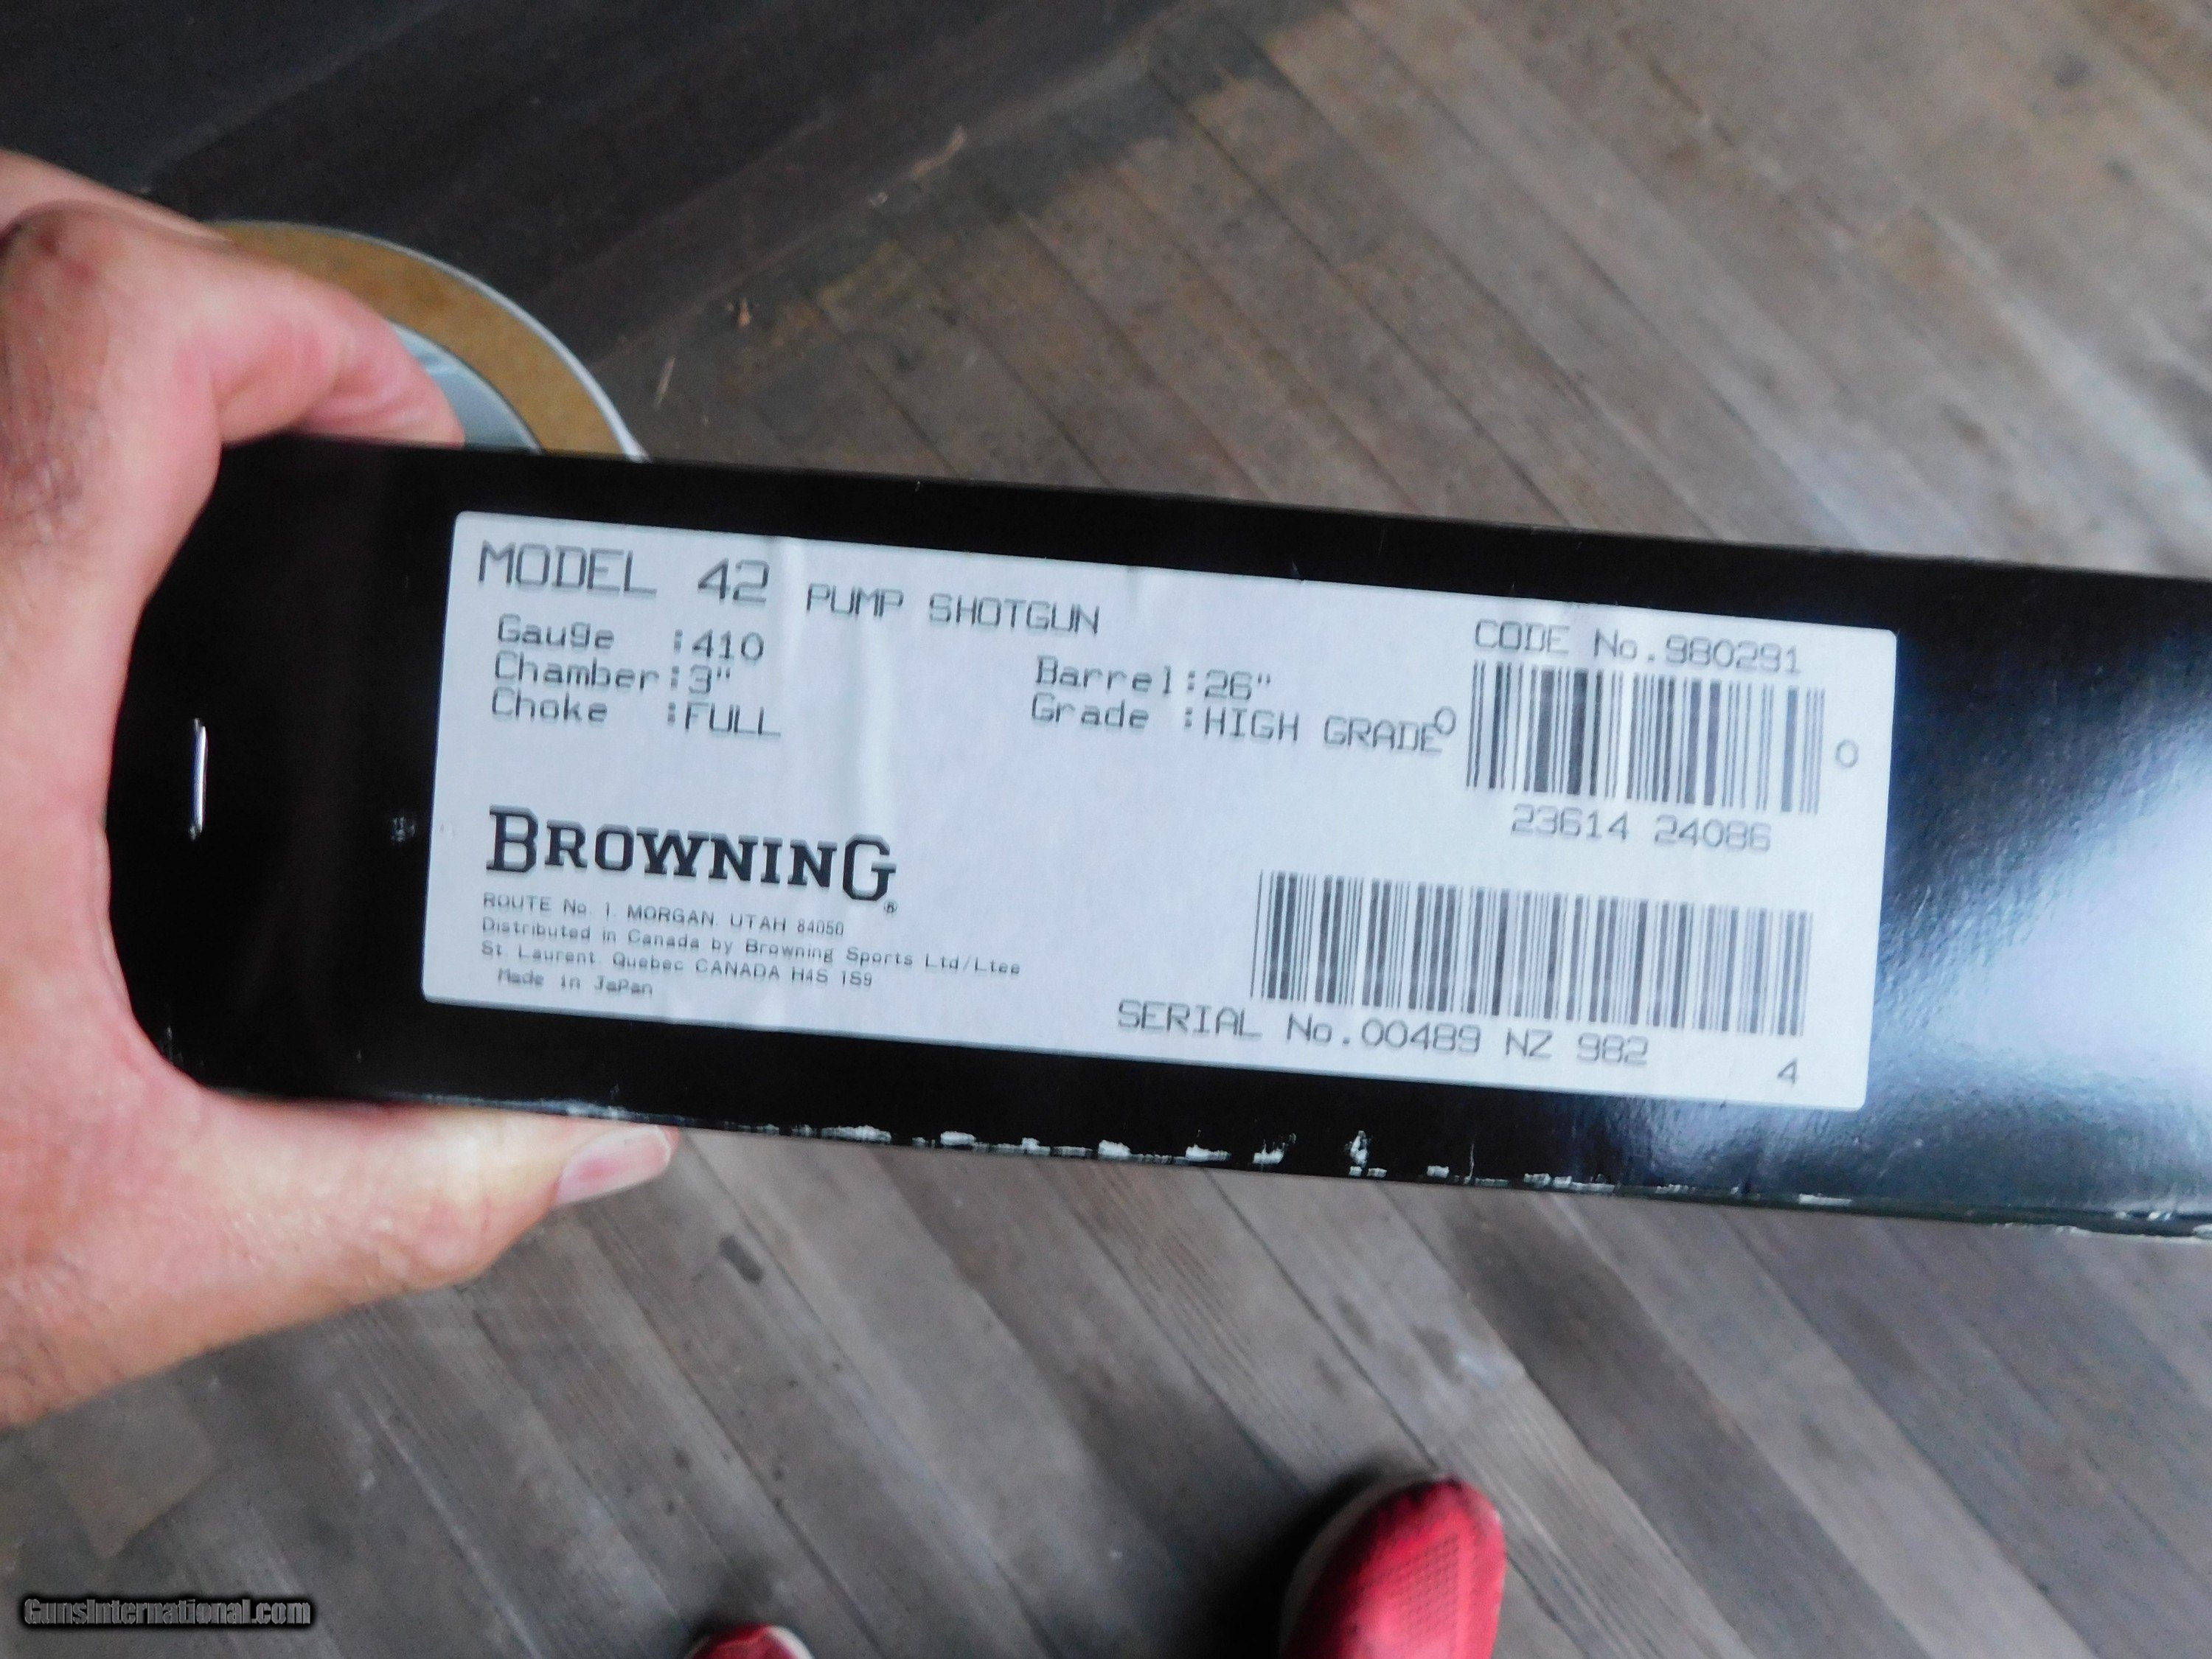 MODEL 42 PUMP SHOTGUN
Gauge :410
Chamber:3"
Choke :FULL
Barrel:26"
Grade :HIGH GRADE
CODE No.980291
0 0
23614 24086
BROWNING®
ROUTE No. 1. MORGAN. UTAH 84050
Distributed in Canada by Browning Sports Ltd/Ltee
St. Laurent. Quebec CANADA H4S 1S9
Made in Japan
SERIAL No.00489 NZ 982 4
GunsInternational.com